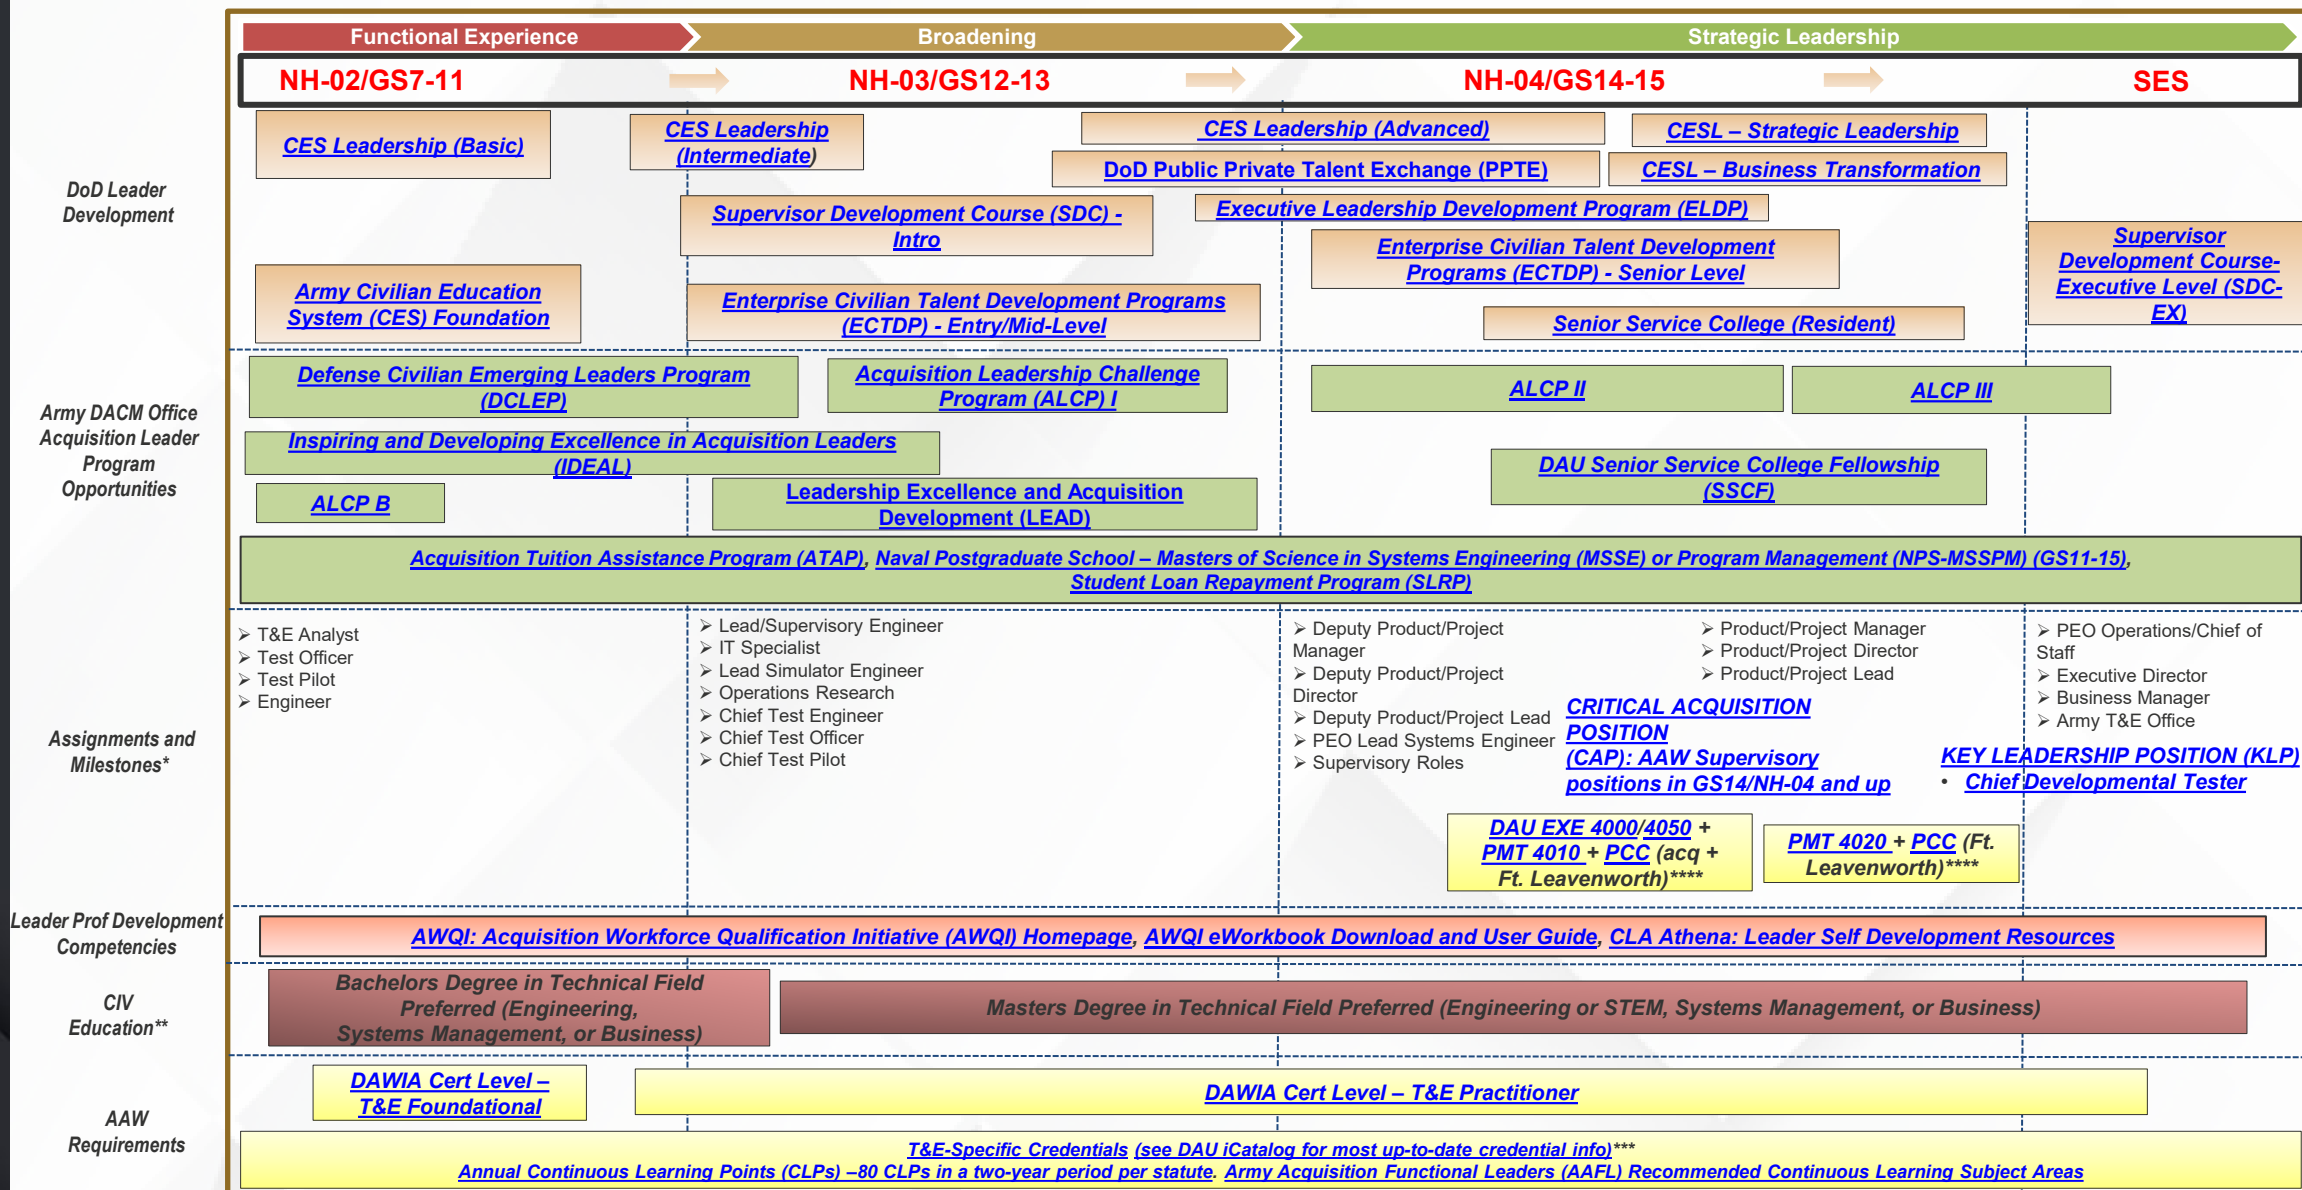 Functional Experience
Broadening
Strategic Leadership
NH-02/GS7-11
NH-03/GS12-13
NH-04/GS14-15
SES
DoD Leader
Development
CES Leadership (Basic)
CES Leadership
(Intermediate)
CES Leadership (Advanced)
CESL – Strategic Leadership
DoD Public Private Talent Exchange (PPTE)
CESL – Business Transformation
Supervisor Development Course (SDC) -
Intro
Executive Leadership Development Program (ELDP)
Enterprise Civilian Talent Development
Programs (ECTDP) - Senior Level
Supervisor
Development Course-
Executive Level (SDC-
EX)
Army Civilian Education
System (CES) Foundation
Enterprise Civilian Talent Development Programs
(ECTDP) - Entry/Mid-Level
Senior Service College (Resident)
Army DACM Office
Acquisition Leader
Program
Opportunities
Defense Civilian Emerging Leaders Program
(DCLEP)
Acquisition Leadership Challenge
Program (ALCP) I
ALCP II
ALCP III
Inspiring and Developing Excellence in Acquisition Leaders
(IDEAL)
DAU Senior Service College Fellowship
(SSCF)
ALCP B
Leadership Excellence and Acquisition
Development (LEAD)
Acquisition Tuition Assistance Program (ATAP), Naval Postgraduate School – Masters of Science in Systems Engineering (MSSE) or Program Management (NPS-MSSPM) (GS11-15),
Student Loan Repayment Program (SLRP)
Assignments and
Milestones*
➢ T&E Analyst
➢ Test Officer
➢ Test Pilot
➢ Engineer
➢ Lead/Supervisory Engineer
➢ IT Specialist
➢ Lead Simulator Engineer
➢ Operations Research
➢ Chief Test Engineer
➢ Chief Test Officer
➢ Chief Test Pilot
➢ Deputy Product/Project
Manager
➢ Deputy Product/Project
Director
➢ Deputy Product/Project Lead
➢ PEO Lead Systems Engineer
➢ Supervisory Roles
➢ Product/Project Manager
➢ Product/Project Director
➢ Product/Project Lead
CRITICAL ACQUISITION
POSITION
(CAP): AAW Supervisory
positions in GS14/NH-04 and up
➢ PEO Operations/Chief of
Staff
➢ Executive Director
➢ Business Manager
➢ Army T&E Office
KEY LEADERSHIP POSITION (KLP)
• Chief Developmental Tester
DAU EXE 4000/4050 +
PMT 4010 + PCC (acq +
Ft. Leavenworth)****
PMT 4020 + PCC (Ft.
Leavenworth)****
Leader Prof Development
Competencies
AWQI: Acquisition Workforce Qualification Initiative (AWQI) Homepage, AWQI eWorkbook Download and User Guide, CLA Athena: Leader Self Development Resources
CIV
Education**
Bachelors Degree in Technical Field
Preferred (Engineering,
Systems Management, or Business)
Masters Degree in Technical Field Preferred (Engineering or STEM, Systems Management, or Business)
AAW
Requirements
DAWIA Cert Level –
T&E Foundational
DAWIA Cert Level – T&E Practitioner
T&E-Specific Credentials (see DAU iCatalog for most up-to-date credential info)***
Annual Continuous Learning Points (CLPs) –80 CLPs in a two-year period per statute. Army Acquisition Functional Leaders (AAFL) Recommended Continuous Learning Subject Areas